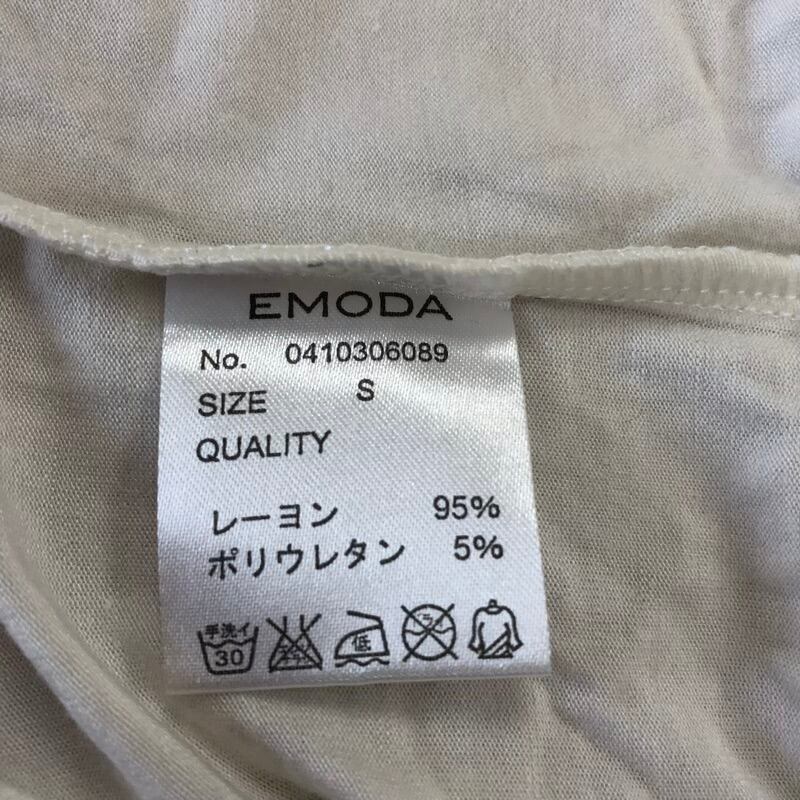 EMODA
No. 0410306089
SIZE S
QUALITY
レーヨン 95%
ポリウレタン 5%
手洗イ 30 低